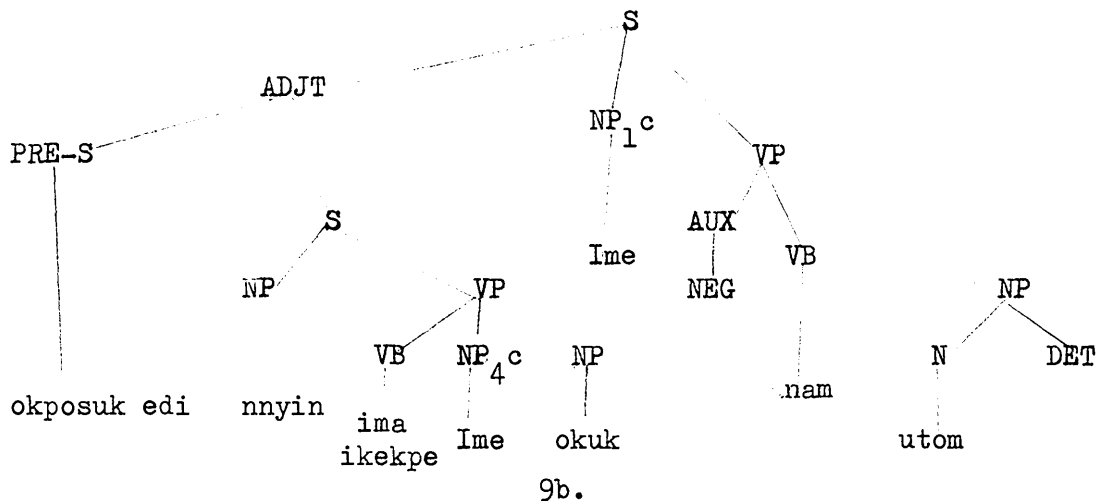 S
ADJT
NP₁c
PRE-S VP
S AUX
Ime VB
NP VP NEG NP
VB NP₄c NP N DET
okposuk edi nnyin nam
ima ikekpe Ime okuk utom
9b.